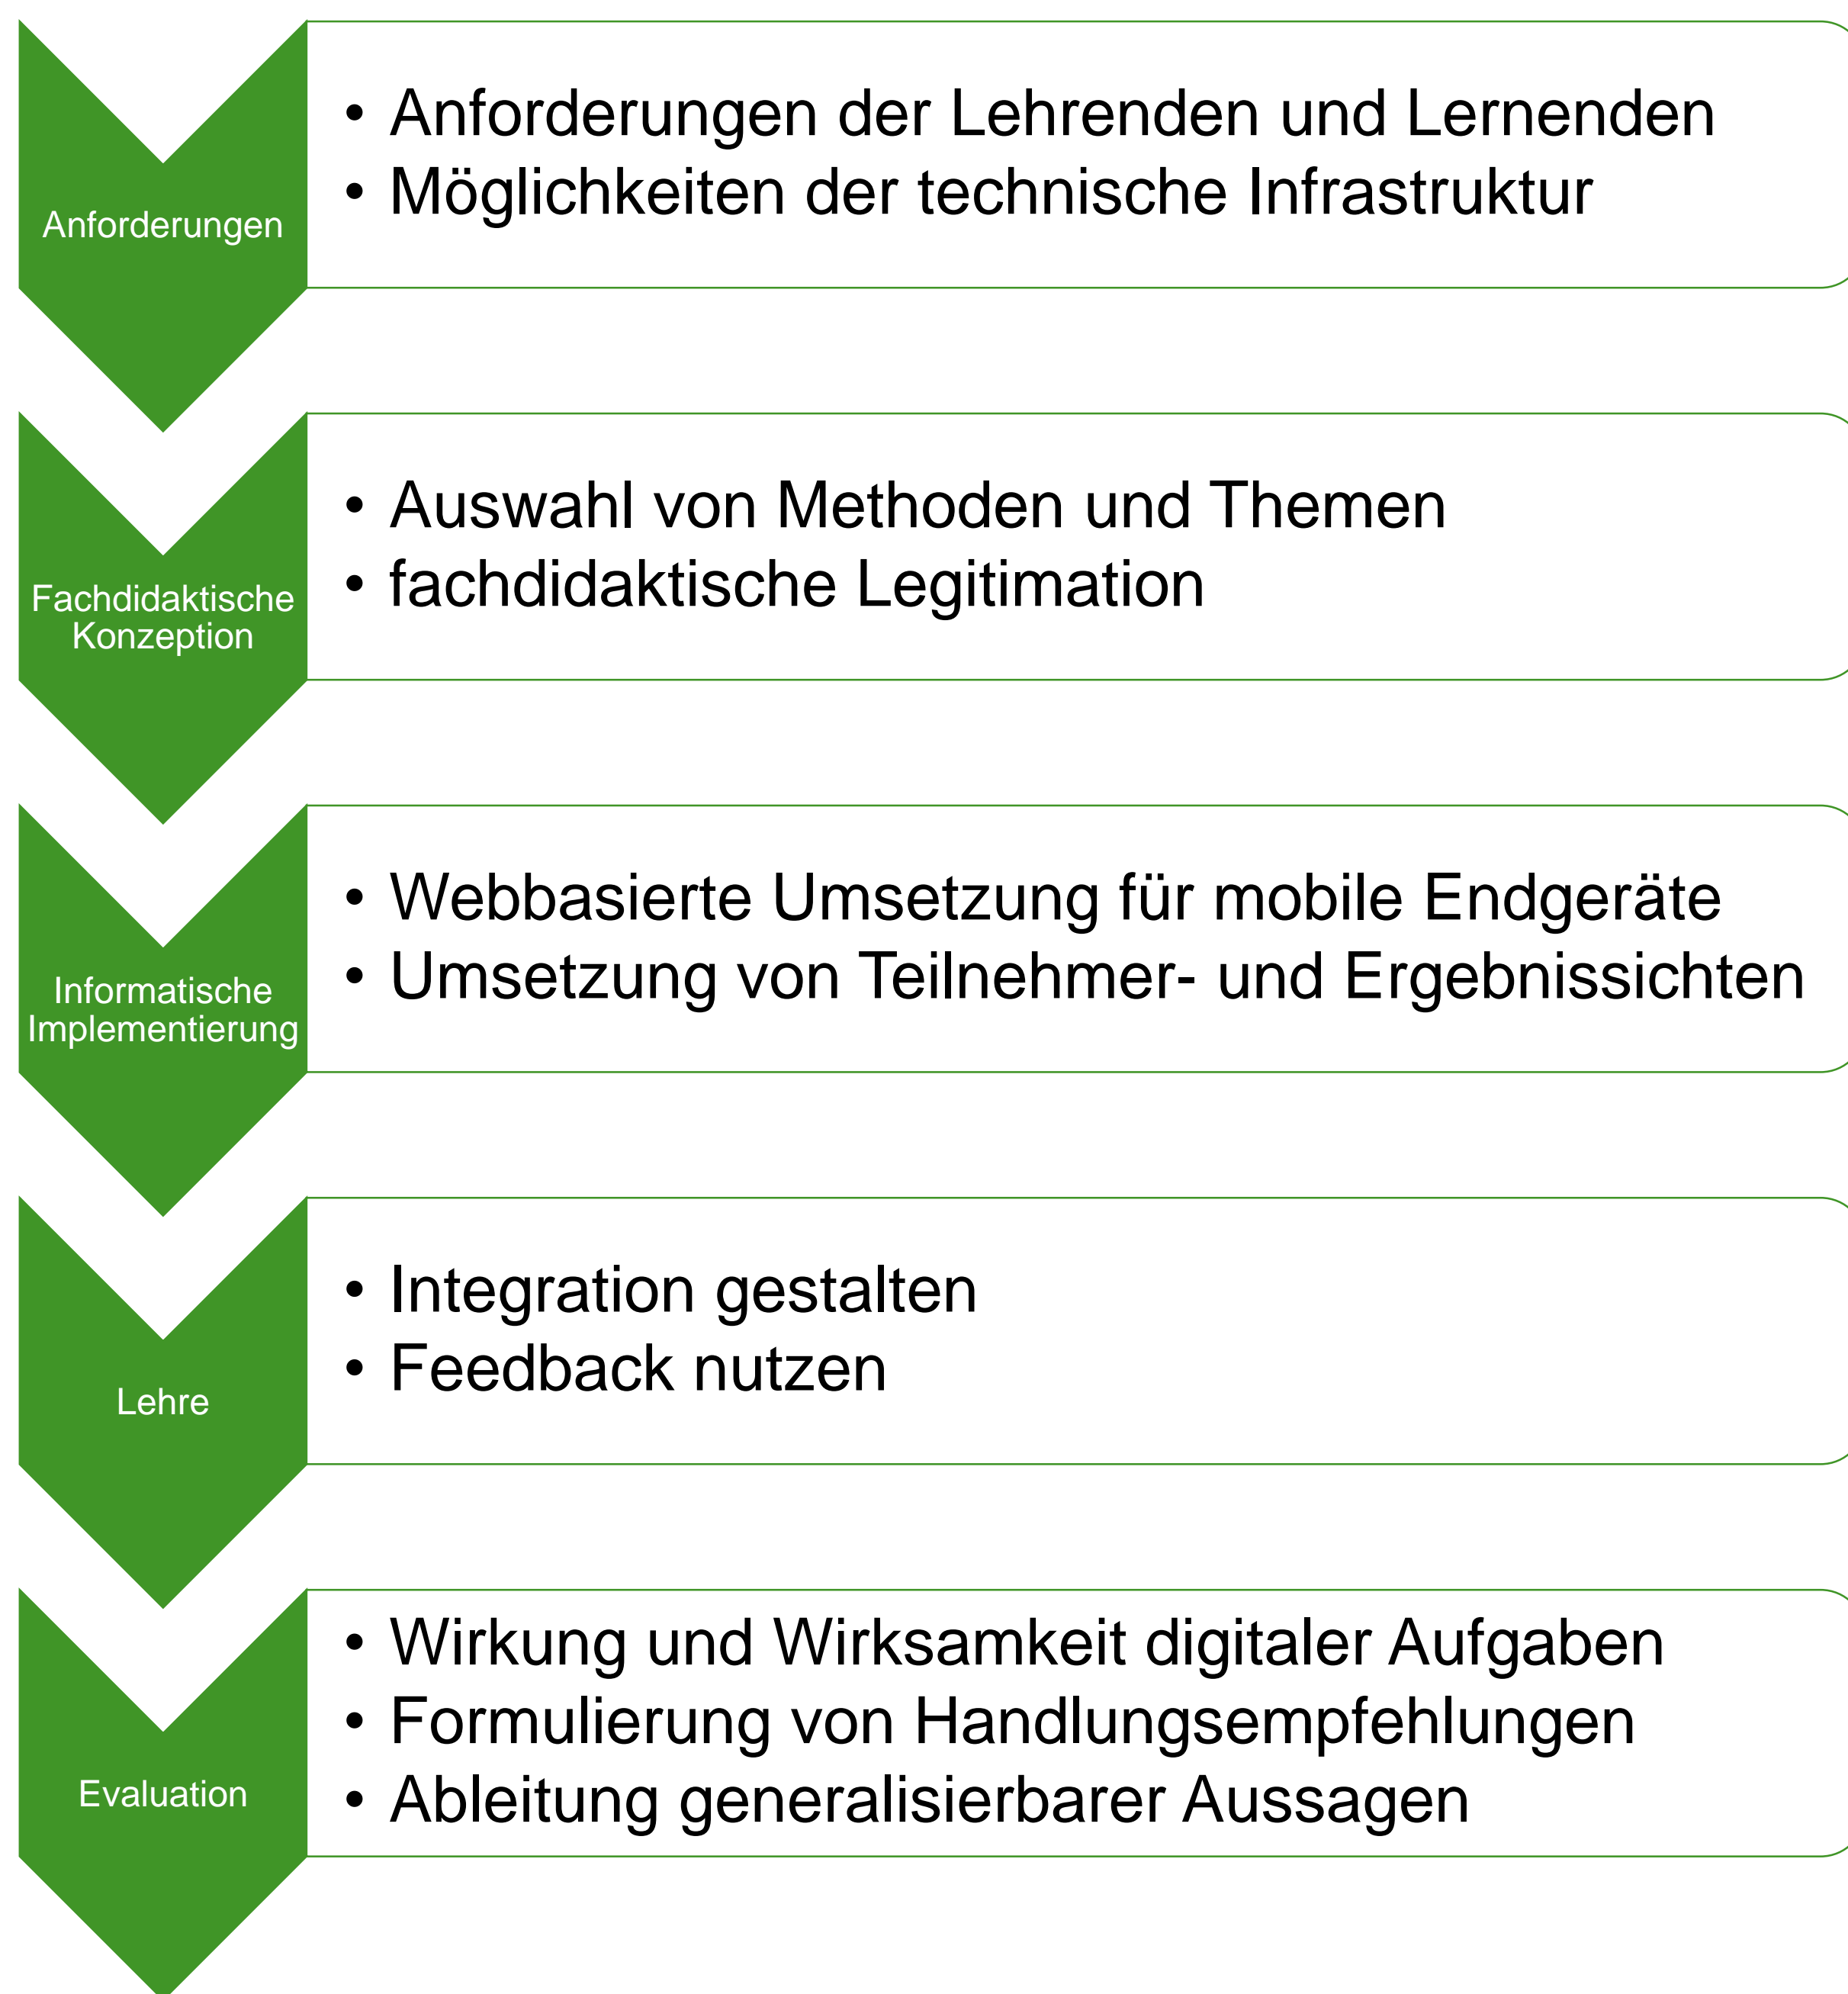 Anforderungen
• Anforderungen der Lehrenden und Lernenden
• Möglichkeiten der technische Infrastruktur
Fachdidaktische
Konzeption
• Auswahl von Methoden und Themen
• fachdidaktische Legitimation
Informatische
Implementierung
• Webbasierte Umsetzung für mobile Endgeräte
• Umsetzung von Teilnehmer- und Ergebnissichten
Lehre
• Integration gestalten
• Feedback nutzen
Evaluation
• Wirkung und Wirksamkeit digitaler Aufgaben
• Formulierung von Handlungsempfehlungen
• Ableitung generalisierbarer Aussagen